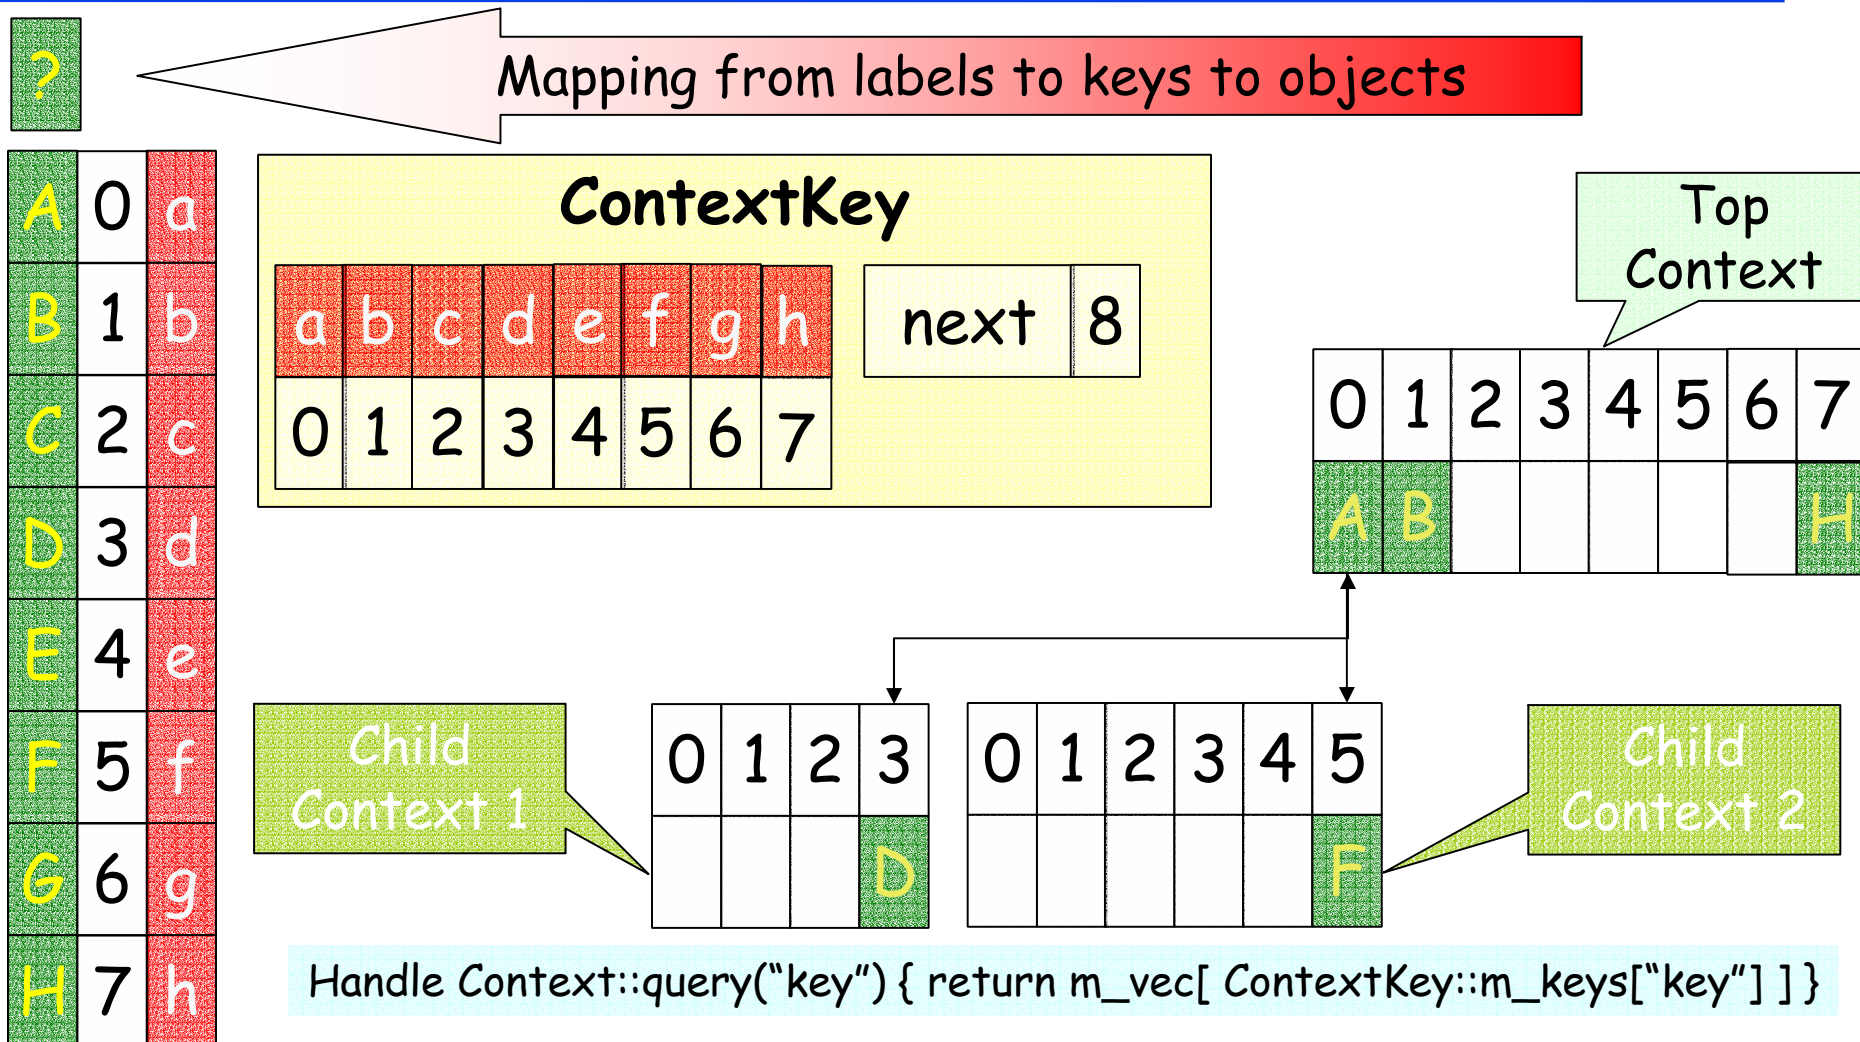 ?
Mapping from labels to keys to objects
A 0 a
B 1 b
C 2 c
D 3 d
E 4 e
F 5 f
G 6 g
H 7 h
ContextKey
a b c d e f g h
0 1 2 3 4 5 6 7
next 8
Top
Context
0 1 2 3 4 5 6 7
A B H
Child
Context 1
0 1 2 3
D
0 1 2 3 4 5
F
Child
Context 2
Handle Context::query(“key”) { return m_vec[ ContextKey::m_keys[“key”] ] }